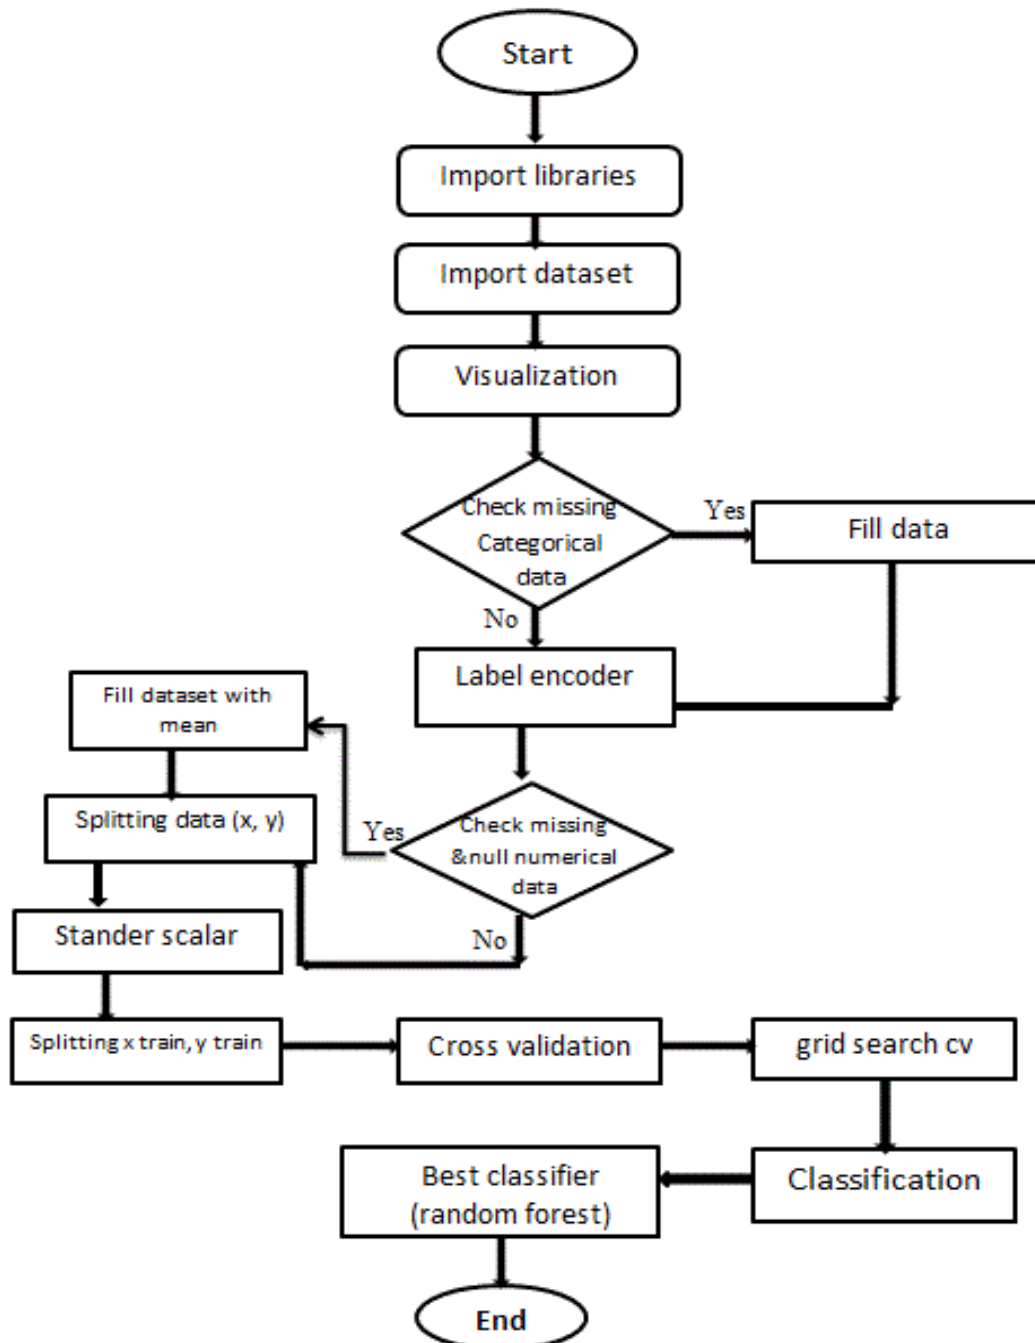 Start
Import libraries
Import dataset
Visualization
Check missing
Categorical
data
Yes
Fill data
No
Label encoder
Fill dataset with
mean
Splitting data (x, y)
Yes
Check missing
&null numerical
data
No
Stander scalar
Splitting x train, y train
Cross validation
grid search cv
Classification
Best classifier
(random forest)
End